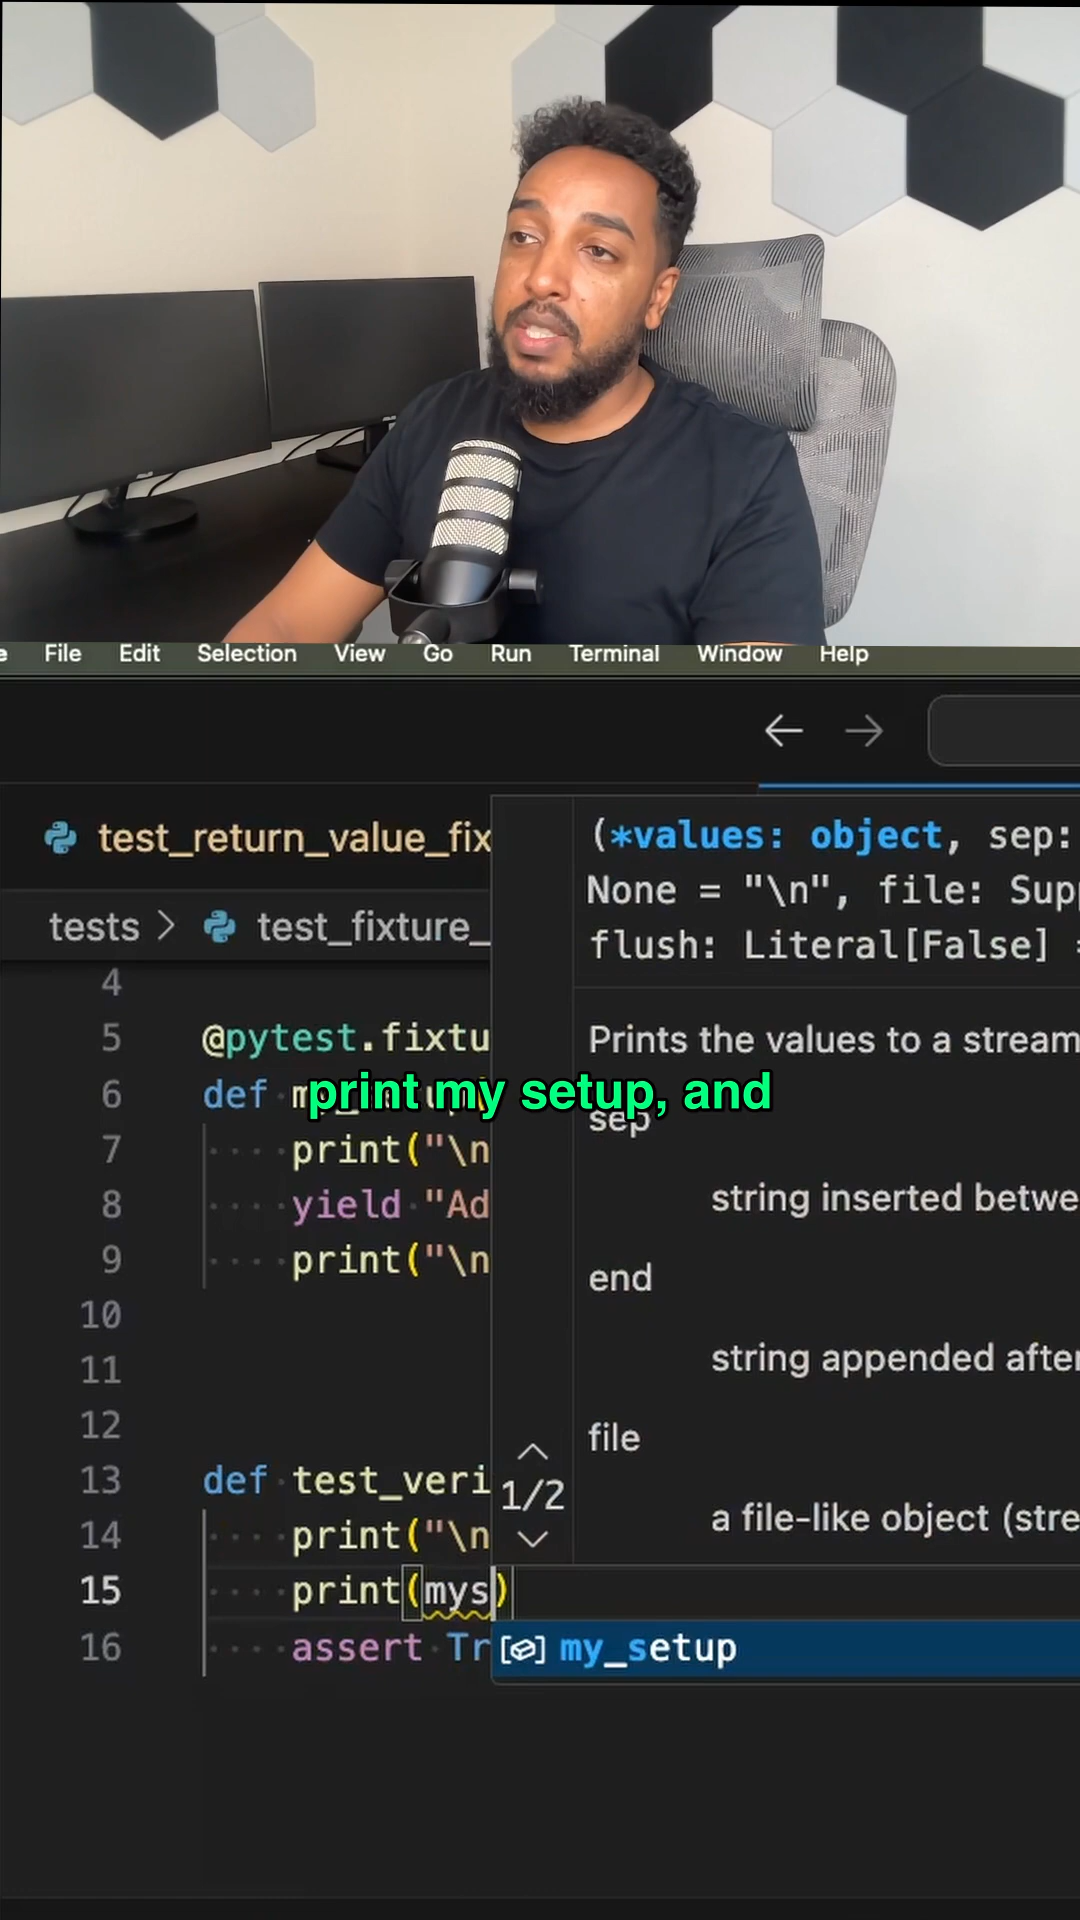 File Edit Selection View Go Run Terminal Window Help
test_return_value_fix
tests > test_fixture_
(*values: object, sep:
None = "\n", file: Sup
flush: Literal[False]
Prints the values to a stream
sep
string inserted betwe
end
string appended after
file
a file-like object (stre
1/2
4
5 @pytest.fixtu
print my setup, and
6 def m
7 print("\n
8 yield "Ad
9 print("\n
10
11
12
13 def test_veri
14 print("\n
15 print(mys)
16 assert Tr
my_setup